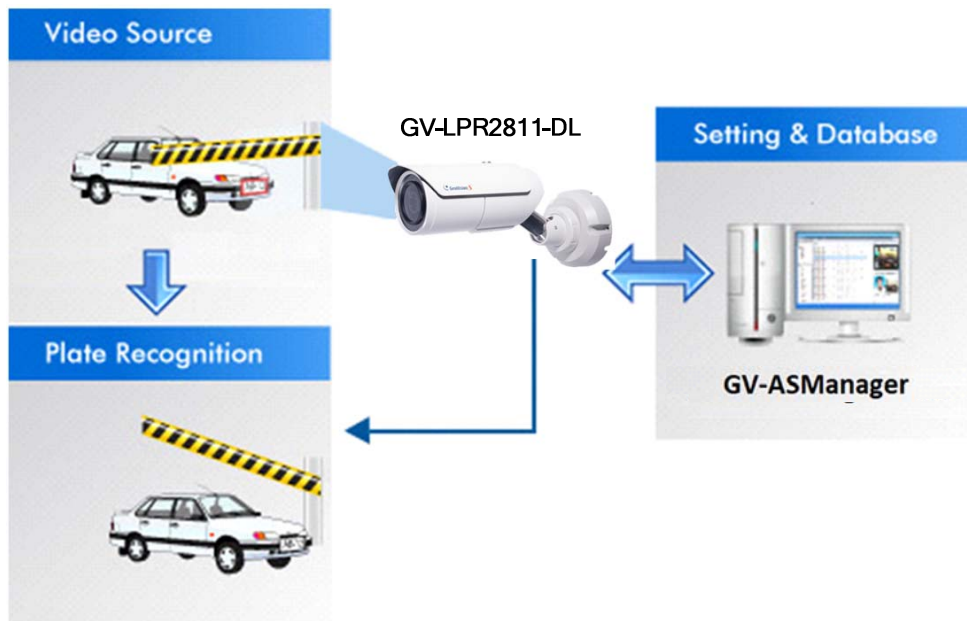 Video Source
GV-LPR2811-DL
Setting & Database
GV-ASManager
Plate Recognition